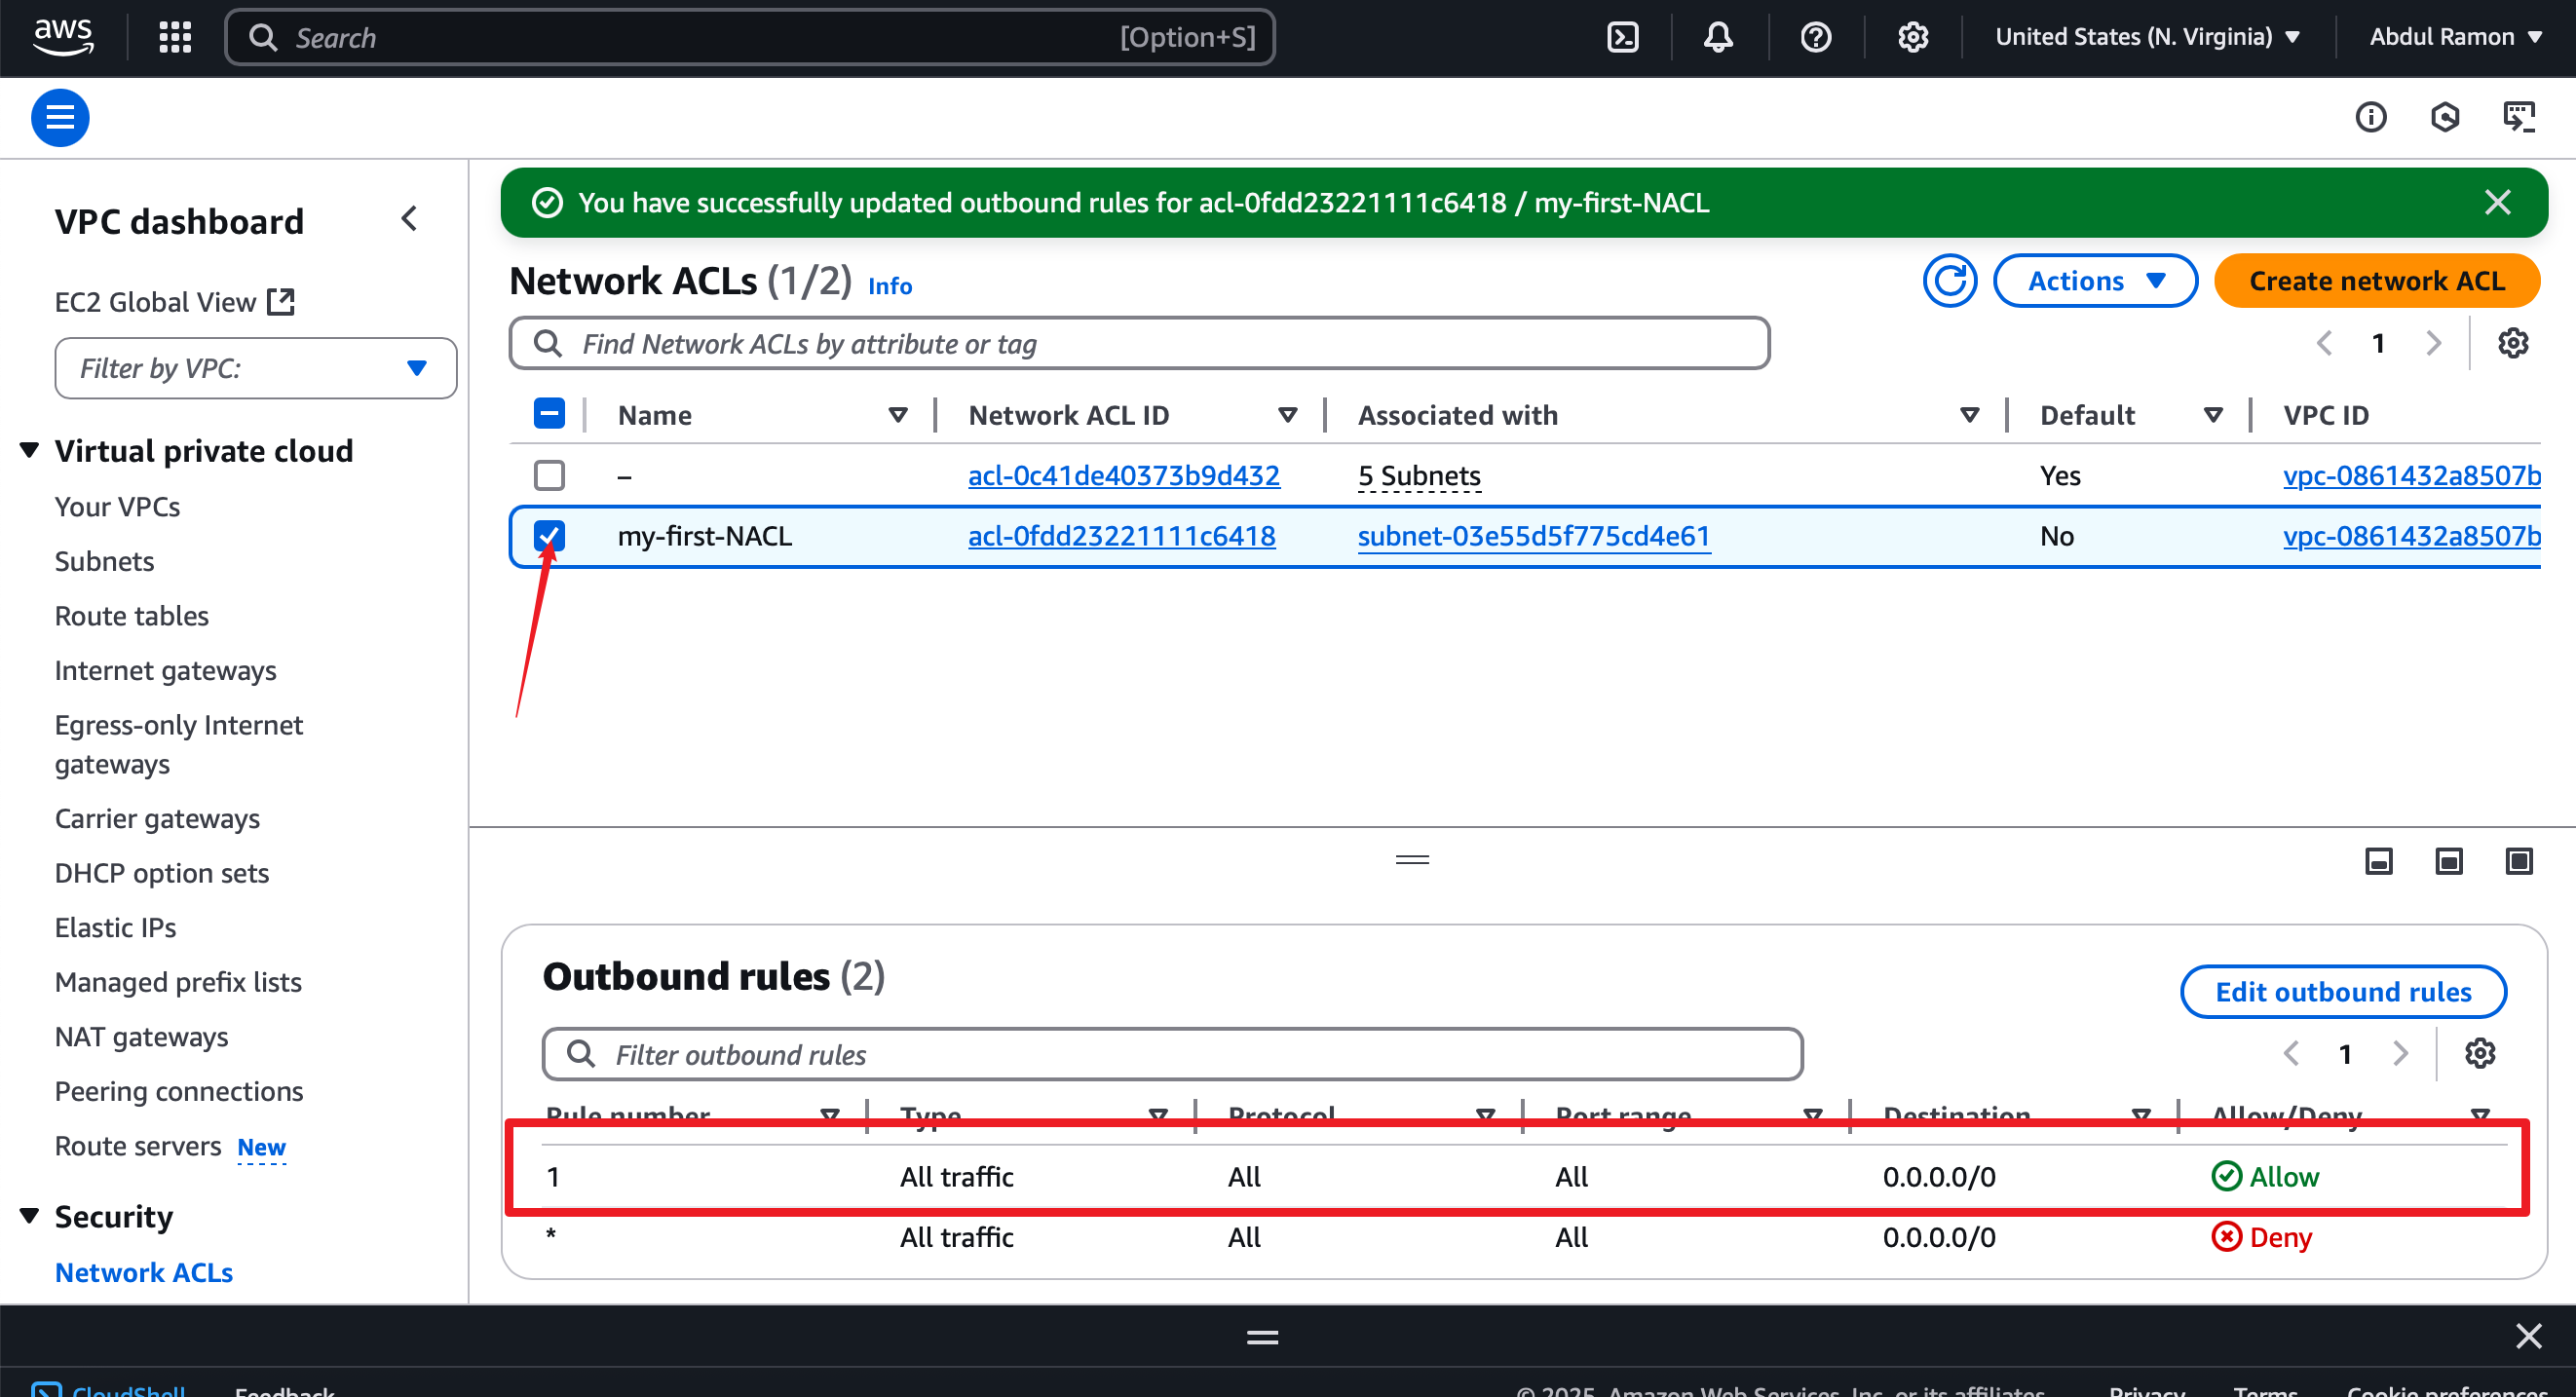 aws
Search [Option+S] United States (N. Virginia) Abdul Ramon
VPC dashboard
EC2 Global View
Filter by VPC:
Virtual private cloud
Your VPCs
Subnets
Route tables
Internet gateways
Egress-only Internet
gateways
Carrier gateways
DHCP option sets
Elastic IPs
Managed prefix lists
NAT gateways
Peering connections
Route servers New
Security
Network ACLs
You have successfully updated outbound rules for acl-0fdd23221111c6418 / my-first-NACL
Network ACLs (1/2) Info
Actions
Create network ACL
Find Network ACLs by attribute or tag
1
Name Network ACL ID Associated with Default VPC ID
– acl-0c41de40373b9d432 5 Subnets Yes vpc-0861432a8507b
my-first-NACL acl-0fdd23221111c6418 subnet-03e55d5f775cd4e61 No vpc-0861432a8507b
Outbound rules (2)
Edit outbound rules
Filter outbound rules
1
Rule number Type Protocol Port range Destination Allow/Deny
1 All traffic All All 0.0.0.0/0 Allow
* All traffic All All 0.0.0.0/0 Deny
CloudShell Feedback © 2025, Amazon Web Services, Inc. or its affiliates. Privacy Terms Cookie preferences